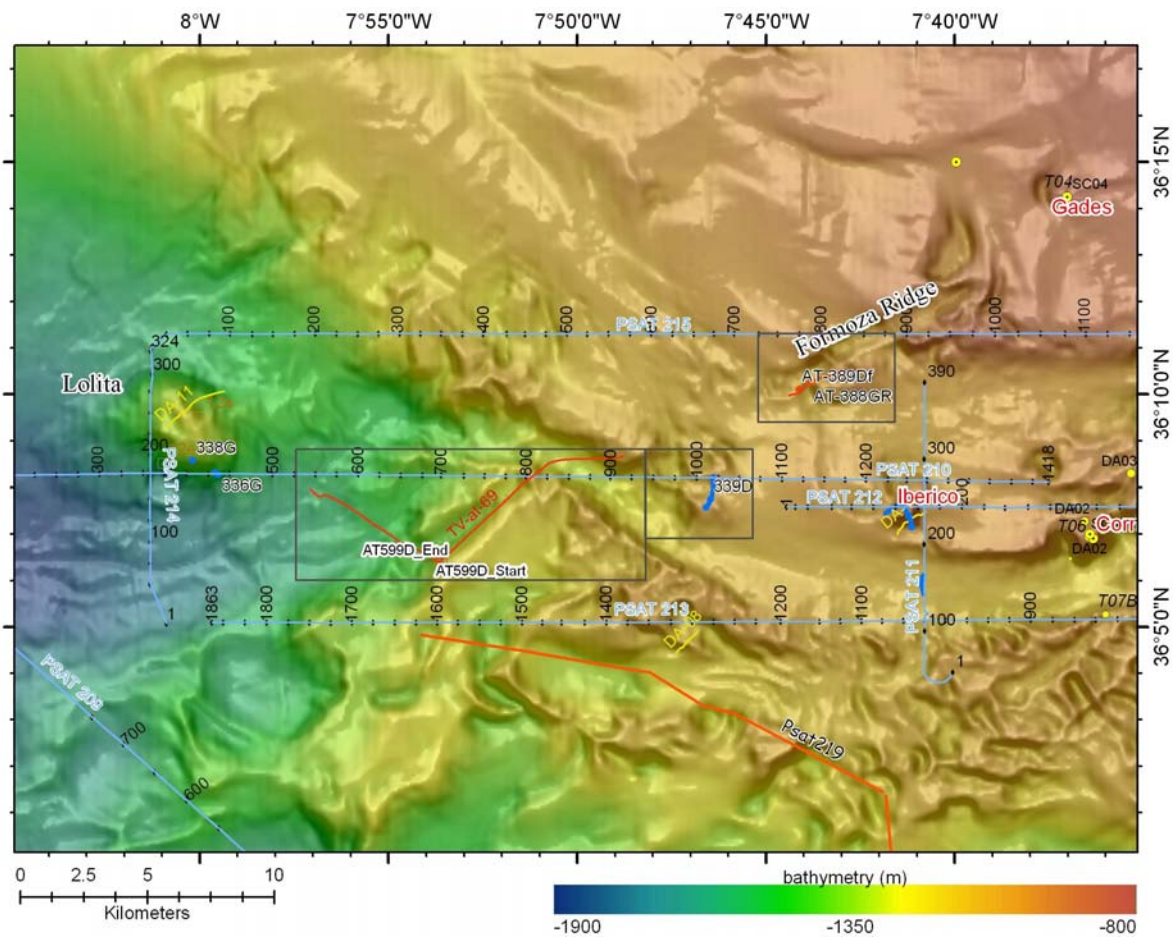 8°W 7°55'0"W 7°50'0"W 7°45'0"W 7°40'0"W
36°15'N
T04 SC04
Gades
Formoza Ridge
100 200 300 400 500 600 700 800 900 1000 1100
PSAT 215
324
300
390
36°10'N
Lolita
DA-11
AT-389Df
AT-388GR
200
338G
336G
300 500 600 700 800 900 1000 1100 1200 1418
300
PSAT 210
DA03
PSAT 214
339D
1
PSAT 212
Iberico
200
DA02
T06
Corr
DA02
TV-at-69
100
AT599D_End
AT599D_Start
200
PSAT 211
1
1863 1800 1700 1600 1500 1400 1200 1100 900
PSAT 213
100
T07B
36°5'N
1
PSAT 209
700
600
Psat219
0 2.5 5 10
Kilometers
bathymetry (m)
-1900 -1350 -800